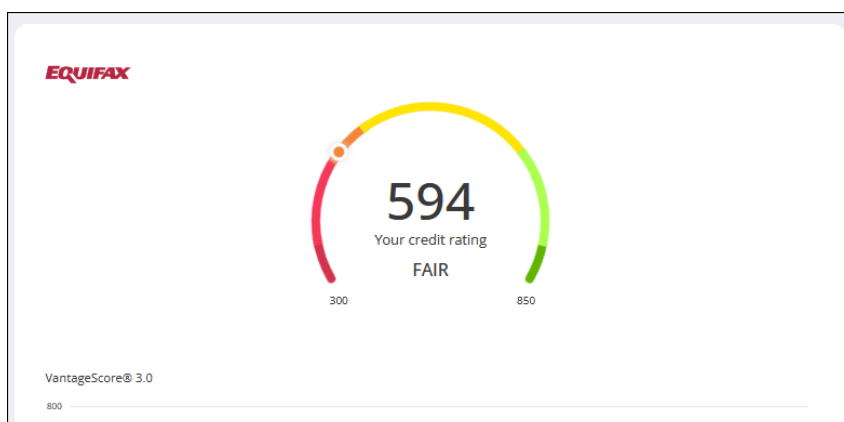 EQUIFAX
594
Your credit rating
FAIR
300 850
VantageScore® 3.0
800